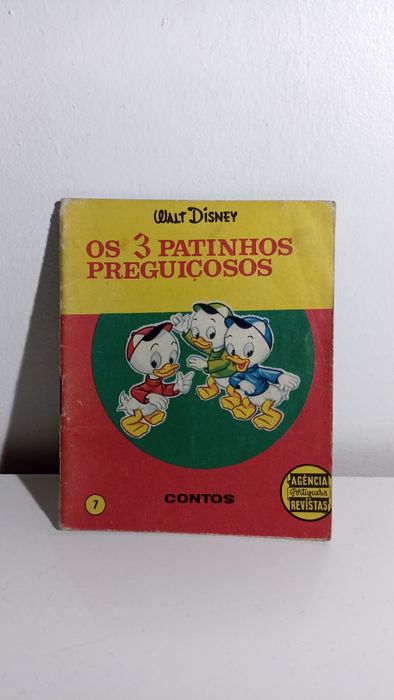 WALT DISNEY
OS 3 PATINHOS
PREGUIÇOSOS
CONTOS
7
AGÊNCIA
Portuguesa
REVISTAS